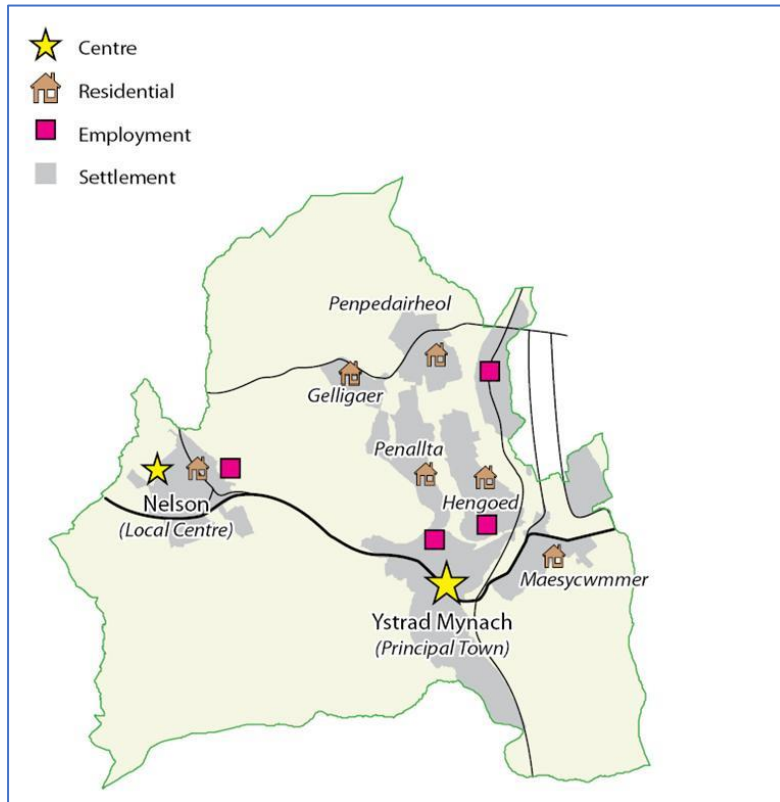 Centre
Residential
Employment
Settlement
Penpedairheol
Gelligaer
Penallta
Hengoed
Nelson
(Local Centre)
Maesycwmmer
Ystrad Mynach
(Principal Town)